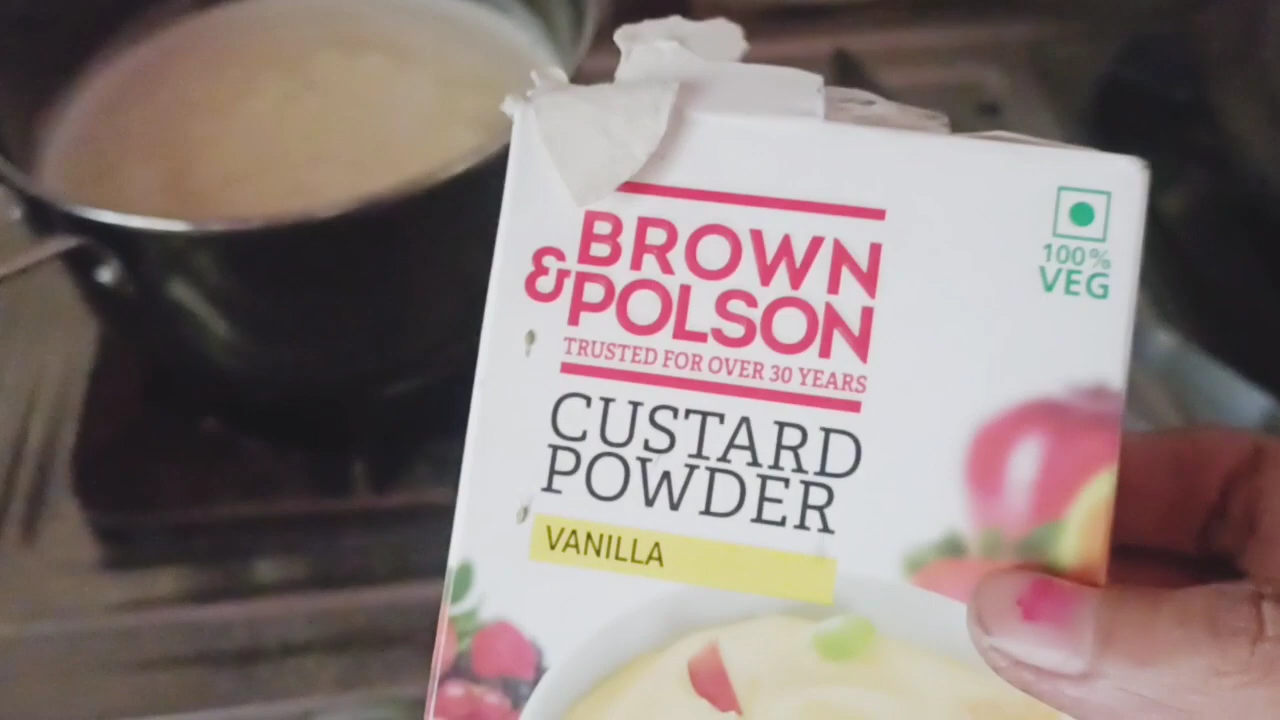 BROWN
& POLSON
TRUSTED FOR OVER 30 YEARS
CUSTARD
POWDER
VANILLA
100%
VEG